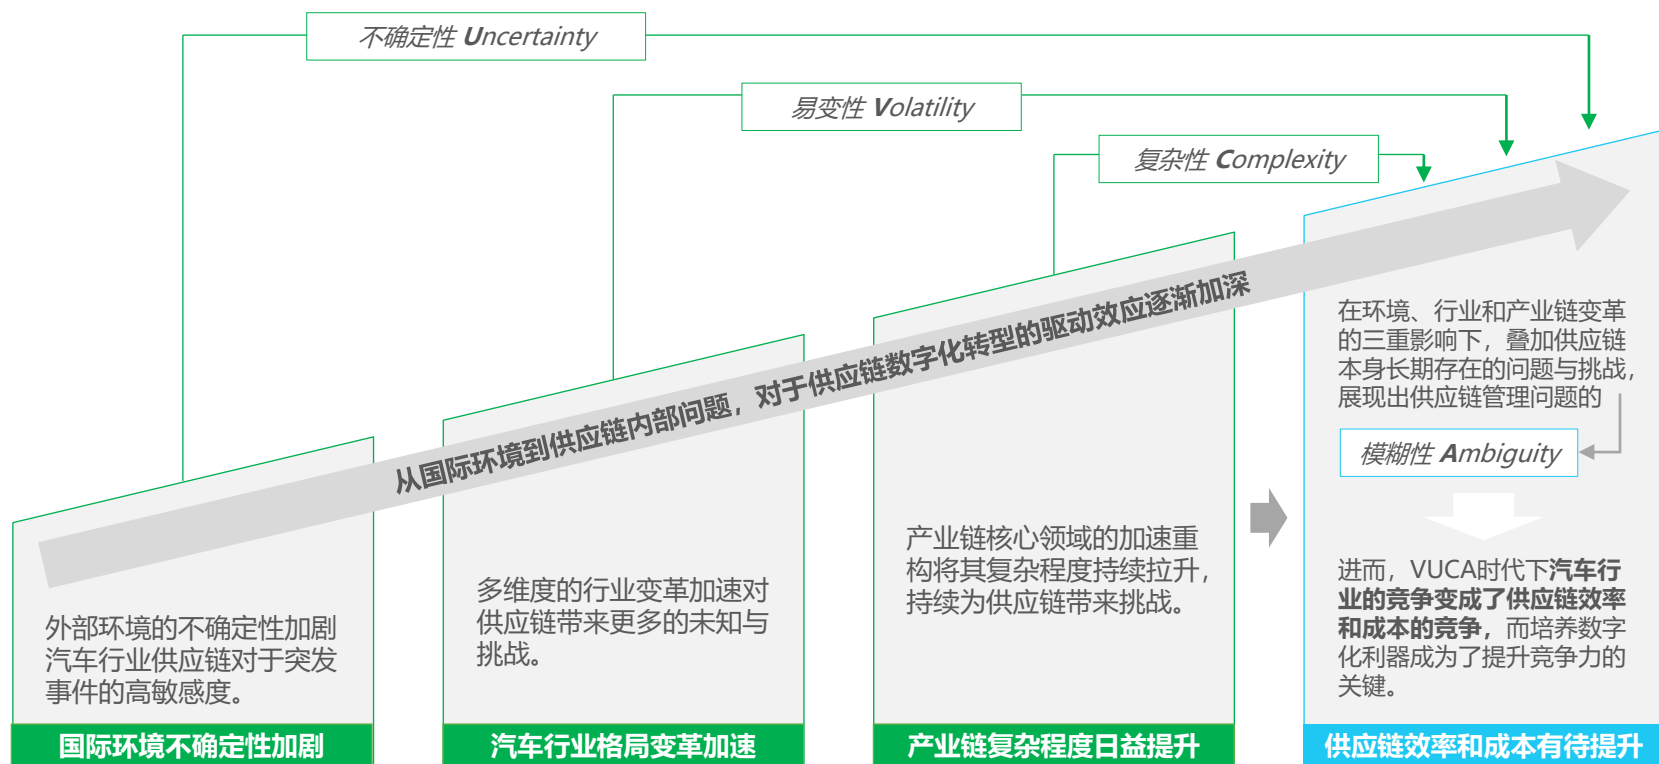 不确定性 Uncertainty
易变性 Volatility
复杂性 Complexity
从国际环境到供应链内部问题，对于供应链数字化转型的驱动效应逐渐加深
外部环境的不确定性加剧
汽车行业供应链对于突发
事件的高敏感度。
国际环境不确定性加剧
多维度的行业变革加速对
供应链带来更多的未知与
挑战。
汽车行业格局变革加速
产业链核心领域的加速重
构将其复杂程度持续拉升，
持续为供应链带来挑战。
产业链复杂程度日益提升
在环境、行业和产业链变革
的三重影响下，叠加供应链
本身长期存在的问题与挑战，
展现出供应链管理问题的
模糊性 Ambiguity
进而，VUCA时代下汽车行
业的竞争变成了供应链效率
和成本的竞争，而培养数字
化利器成为了提升竞争力的
关键。
供应链效率和成本有待提升